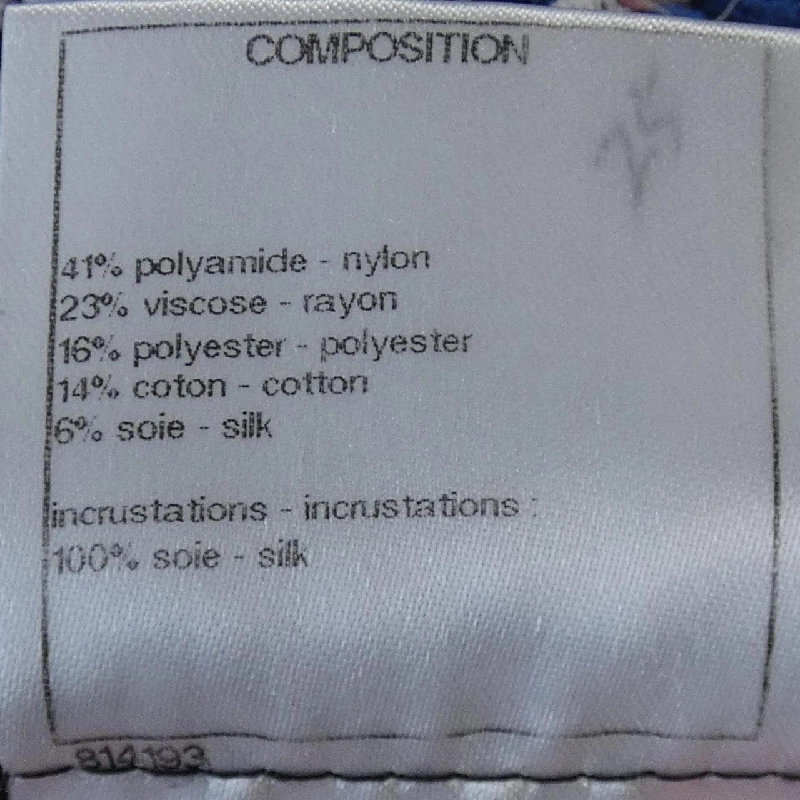 COMPOSITION
25
41% polyamide - nylon
23% viscose - rayon
16% polyester - polyester
14% coton - cotton
6% soie - silk
incrustations - incrustations :
100% soie - silk
814193